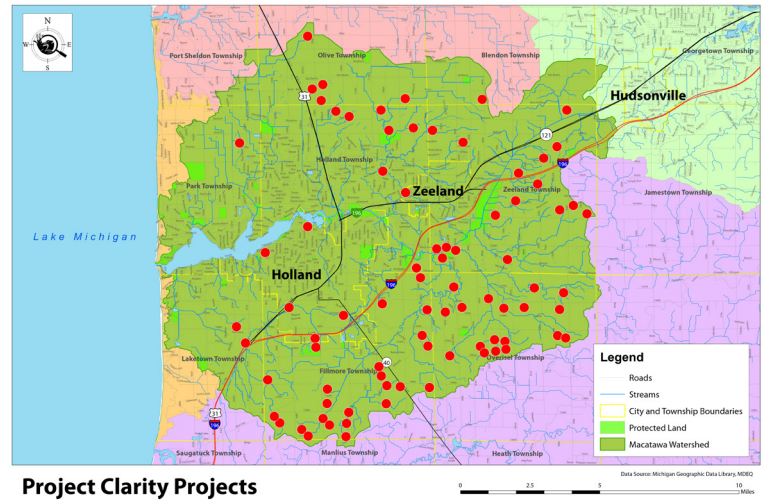 N
W E
S
Port Sheldon Township
Olive Township
Blendon Township
Georgetown Township
31
Hudsonville
121
196
Holland Township
Park Township
Zeeland
Zeeland Township
Jamestown Township
196
Lake Michigan
Holland
196
Laketown Township
Fillmore Township
40
Overisel Township
31
196
Saugatuck Township
Manlius Township
Heath Township
Legend
Roads
Streams
City and Township Boundaries
Protected Land
Macatawa Watershed
Data Source: Michigan Geographic Data Library, MDEQ
Project Clarity Projects
0 2.5 5 10
Miles